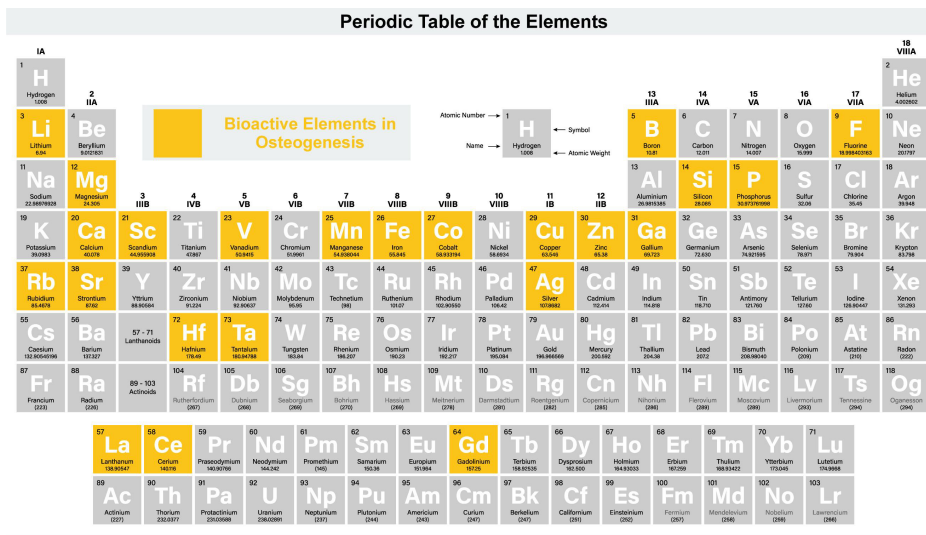 Periodic Table of the Elements
IA 18
VIIIA
1 2
H He
Hydrogen Helium
1.008 4.002602
2 13 14 15 16 17
IIA IIIA IVA VA VIA VIIA
Bioactive Elements in
Osteogenesis
Atomic Number 1
H Symbol
Name Hydrogen
1.008 Atomic Weight
3 4 5 6 7 8 9 10
Li Be B C N O F Ne
Lithium Beryllium Boron Carbon Nitrogen Oxygen Fluorine Neon
6.94 9.0121831 10.81 12.011 14.007 15.999 18.998403163 20.1797
11 12 13 14 15 16 17 18
Na Mg Al Si P S Cl Ar
Sodium Magnesium Aluminium Silicon Phosphorus Sulfur Chlorine Argon
22.98976928 24.305 26.9815385 28.085 30.973761998 32.06 35.45 39.948
3 4 5 6 7 8 9 10 11 12
IIIB IVB VB VIB VIIB VIIIB VIIIB VIIIB IB IIB
19 20 21 22 23 24 25 26 27 28 29 30 31 32 33 34 35 36
K Ca Sc Ti V Cr Mn Fe Co Ni Cu Zn Ga Ge As Se Br Kr
Potassium Calcium Scandium Titanium Vanadium Chromium Manganese Iron Cobalt Nickel Copper Zinc Gallium Germanium Arsenic Selenium Bromine Krypton
39.0983 40.078 44.955908 47.867 50.9415 51.9961 54.938044 55.845 58.933194 58.6934 63.546 65.38 69.723 72.630 74.921595 78.971 79.904 83.798
37 38 39 40 41 42 43 44 45 46 47 48 49 50 51 52 53 54
Rb Sr Y Zr Nb Mo Tc Ru Rh Pd Ag Cd In Sn Sb Te I Xe
Rubidium Strontium Yttrium Zirconium Niobium Molybdenum Technetium Ruthenium Rhodium Palladium Silver Cadmium Indium Tin Antimony Tellurium Iodine Xenon
85.4678 87.62 88.90584 91.224 92.90637 95.95 (98) 101.07 102.90550 106.42 107.8682 112.414 114.818 118.710 121.760 127.60 126.90447 131.293
55 56 57 - 71 72 73 74 75 76 77 78 79 80 81 82 83 84 85 86
Cs Ba Lanthanoids Hf Ta W Re Os Ir Pt Au Hg Tl Pb Bi Po At Rn
Caesium Barium Hafnium Tantalum Tungsten Rhenium Osmium Iridium Platinum Gold Mercury Thallium Lead Bismuth Polonium Astatine Radon
132.90545196 137.327 178.49 180.94788 183.84 186.207 190.23 192.217 195.084 196.966569 200.592 204.38 207.2 208.98040 (209) (210) (222)
87 88 89 - 103 104 105 106 107 108 109 110 111 112 113 114 115 116 117 118
Fr Ra Actinoids Rf Db Sg Bh Hs Mt Ds Rg Cn Nh Fl Mc Lv Ts Og
Francium Radium Rutherfordium Dubnium Seaborgium Bohrium Hassium Meitnerium Darmstadtium Roentgenium Copernicium Nihonium Flerovium Moscovium Livermorium Tennessine Oganesson
(223) (226) (267) (268) (269) (270) (269) (278) (281) (282) (285) (286) (289) (289) (293) (294) (294)
57 58 59 60 61 62 63 64 65 66 67 68 69 70 71
La Ce Pr Nd Pm Sm Eu Gd Tb Dy Ho Er Tm Yb Lu
Lanthanum Cerium Praseodymium Neodymium Promethium Samarium Europium Gadolinium Terbium Dysprosium Holmium Erbium Thulium Ytterbium Lutetium
138.90547 140.116 140.90766 144.242 (145) 150.36 151.964 157.25 158.92535 162.500 164.93033 167.259 168.93422 173.045 174.9668
89 90 91 92 93 94 95 96 97 98 99 100 101 102 103
Ac Th Pa U Np Pu Am Cm Bk Cf Es Fm Md No Lr
Actinium Thorium Protactinium Uranium Neptunium Plutonium Americium Curium Berkelium Californium Einsteinium Fermium Mendelevium Nobelium Lawrencium
(227) 232.0377 231.03588 238.02891 (237) (244) (243) (247) (247) (251) (252) (257) (258) (259) (266)